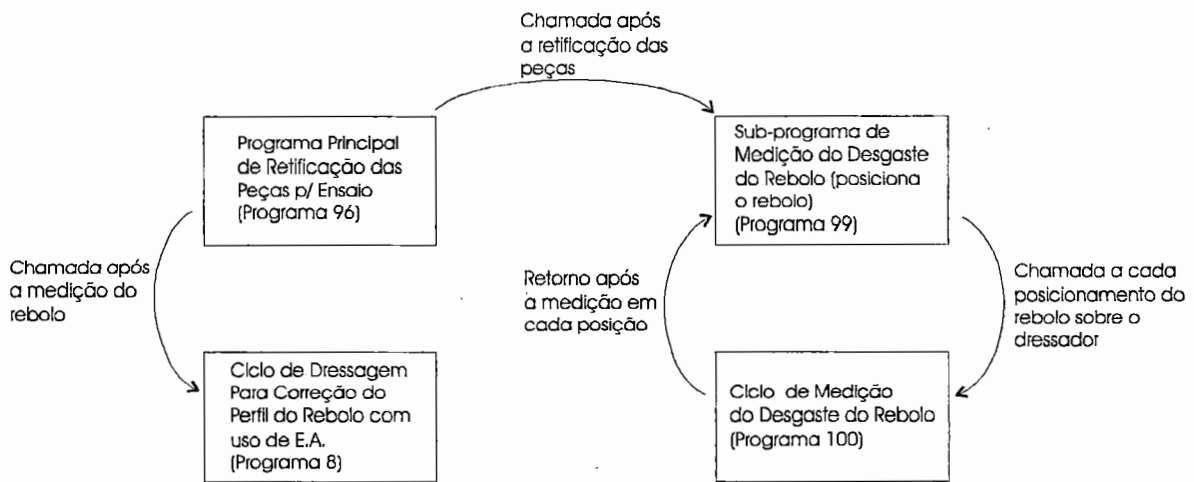 Chamada após
a retificação das
peças
Programa Principal
de Retificação das
Peças p/ Ensaio
(Programa 96)
Sub-programa de
Medição do Desgaste
do Rebolo (posiciona
o rebolo)
(Programa 99)
Chamada após
a medição do
rebolo
Retorno após
a medição em
cada posição
Chamada a cada
posicionamento do
rebolo sobre o
dressador
Ciclo de Dressagem
Para Correção do
Perfil do Rebolo com
uso de E.A.
(Programa 8)
Ciclo de Medição
do Desgaste do Rebolo
(Programa 100)